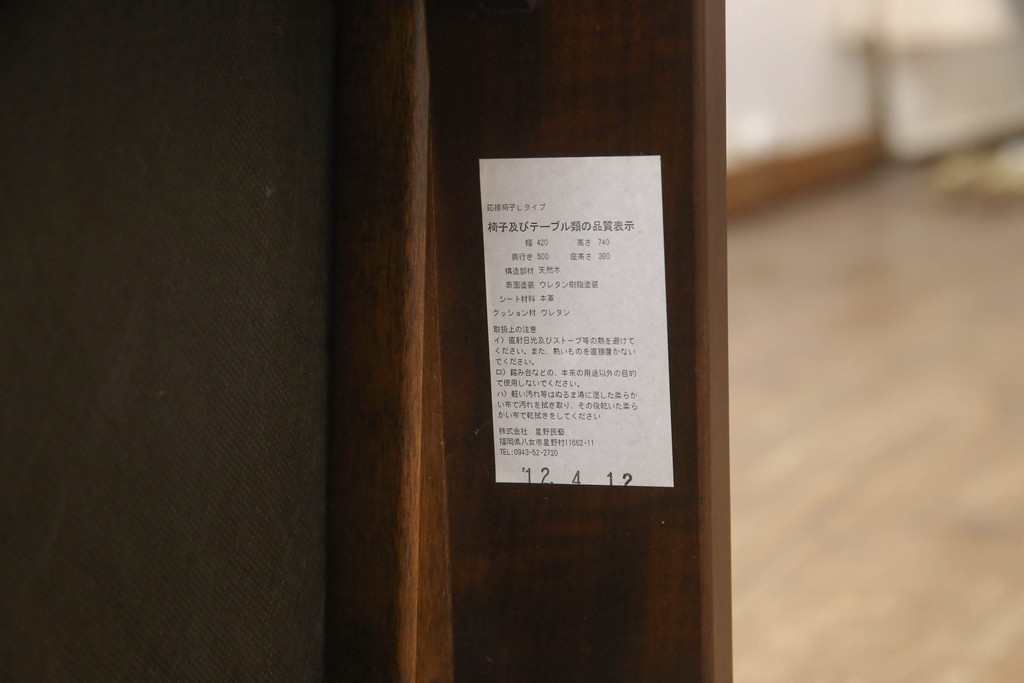 応接椅子Lタイプ
椅子及びテーブル類の品質表示
幅 420 高さ 740
奥行き 500 座高さ 380
構造部材 天然木
表面塗装 ウレタン樹脂塗装
シート材料 本革
クッション材 ウレタン
取扱上の注意
イ) 直射日光及びストーブ等の熱を避けて
ください。また、熱いものを直接置かない
でください。
ロ) 踏み台などの、本来の用途以外の目的
で使用しないでください。
ハ) 軽い汚れ等はぬるま湯に湿した柔らか
い布で汚れを拭き取り、その後乾いた柔ら
かい布で乾拭きをしてください
株式会社 星野民藝
福岡県八女市星野村11662-11
TEL:0943-52-2720
'12. 4 12